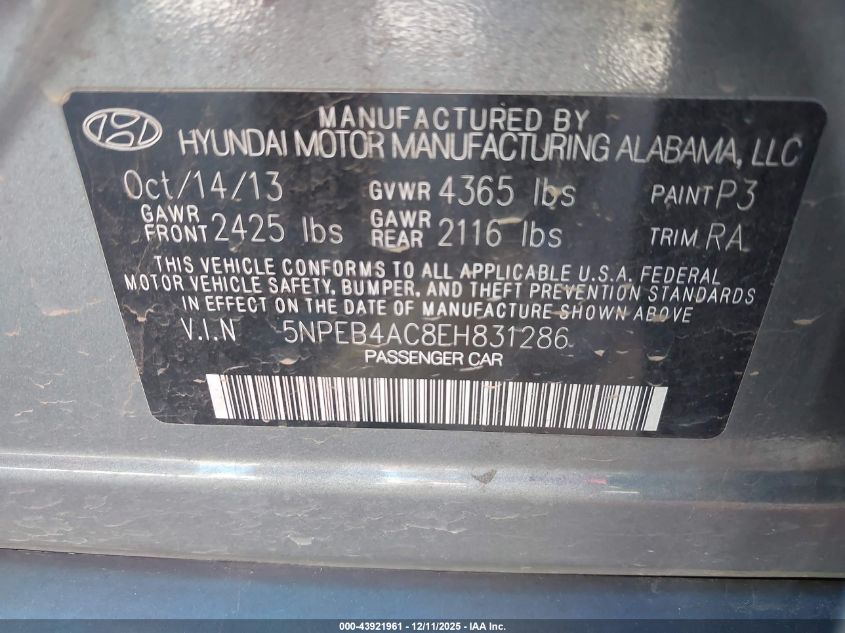 MANUFACTURED BY
HYUNDAI MOTOR MANUFACTURING ALABAMA, LLC
Oct/14/13 GVWR 4365 lbs PAINT P3
GAWR FRONT 2425 lbs GAWR REAR 2116 lbs TRIM RA
THIS VEHICLE CONFORMS TO ALL APPLICABLE U.S.A. FEDERAL
MOTOR VEHICLE SAFETY, BUMPER, AND THEFT PREVENTION STANDARDS
IN EFFECT ON THE DATE OF MANUFACTURE SHOWN ABOVE
V.I.N 5NPEB4AC8EH831286
PASSENGER CAR
000-43921961 - 12/11/2025 - IAA Inc.